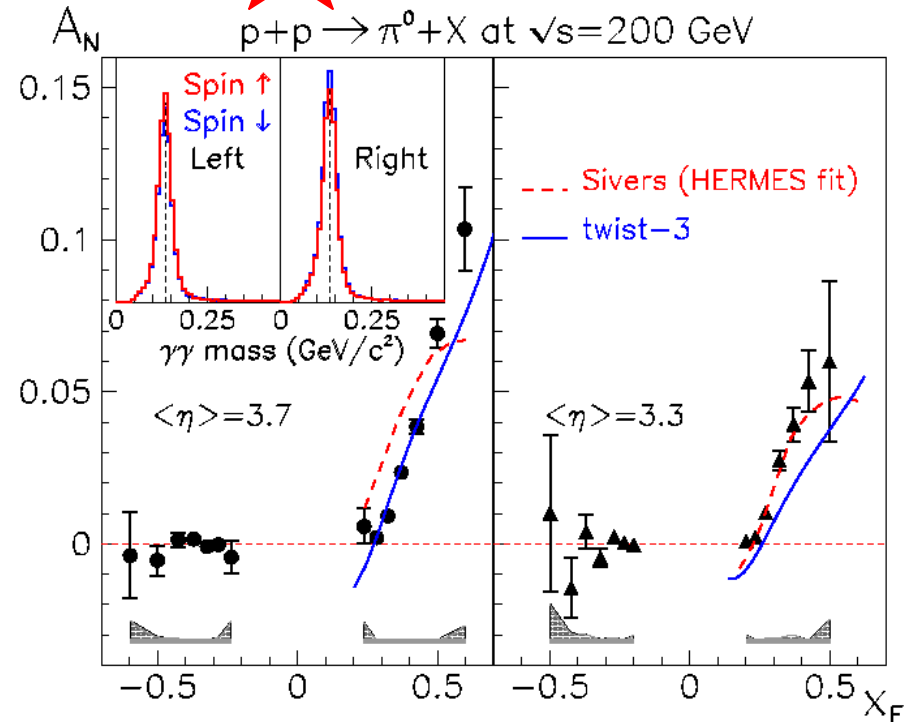 A_N
p+p → π⁰+X at √s=200 GeV
0.15
0.1
0.05
0
Spin ↑
Spin ↓
Left
Right
0
0.25
0
0.25
γγ mass (GeV/c²)
Sivers (HERMES fit)
twist−3
<η>=3.7
<η>=3.3
−0.5
0
0.5
−0.5
0
0.5
x_F